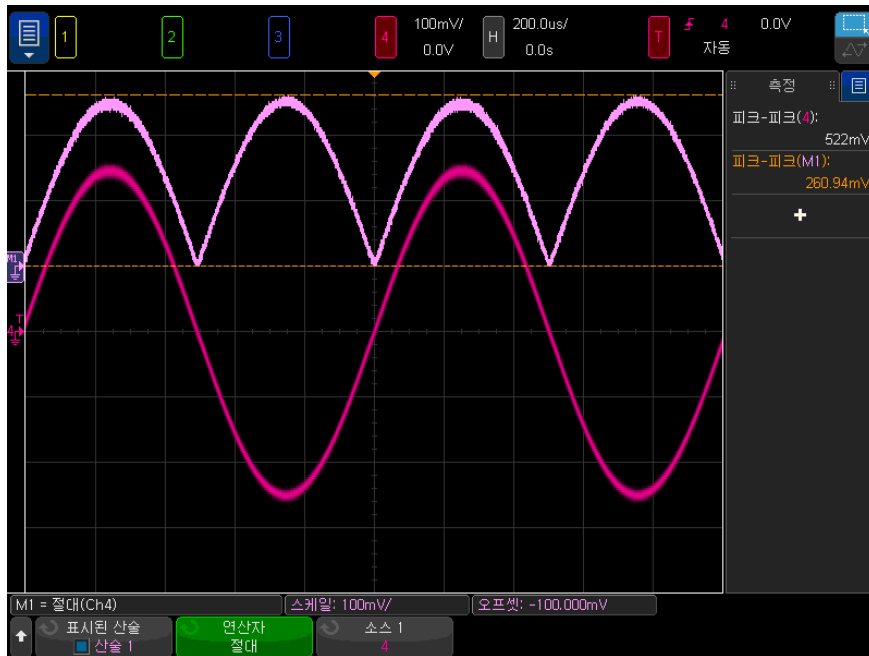 1 2 3 4 100mV/ H 200.0us/ T 4 0.0V
0.0V 0.0s 자동
측정
피크-피크(4):
522mV
피크-피크(M1):
260.94mV
M1
T
4
M1 = 절대(Ch4) 스케일: 100mV/ 오프셋: -100.000mV
표시된 산술 연산자 소스 1
산술 1 절대 4